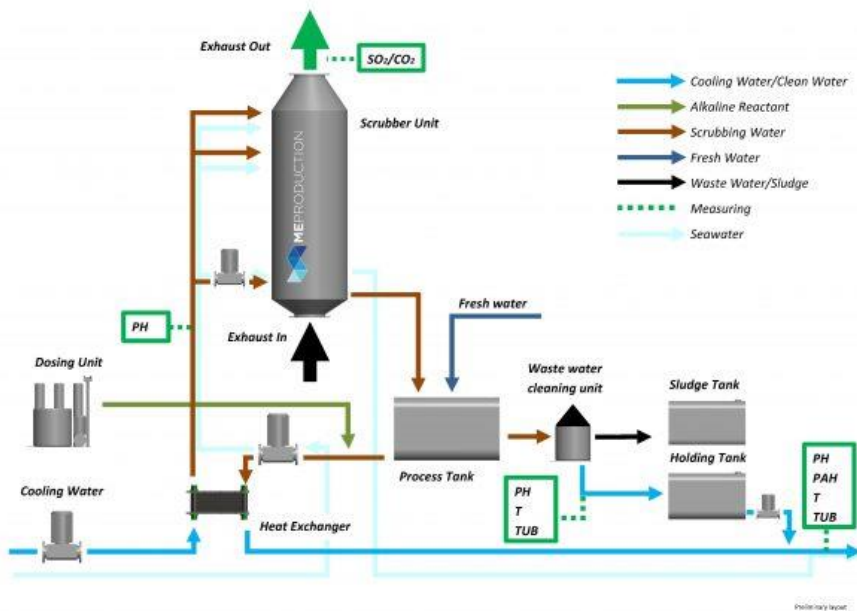 Exhaust Out
SO₂/CO₂
Scrubber Unit
Cooling Water/Clean Water
Alkaline Reactant
Scrubbing Water
Fresh Water
Waste Water/Sludge
Measuring
Seawater
MEPRODUCTION
PH
Exhaust In
Fresh water
Dosing Unit
Waste water
cleaning unit
Sludge Tank
Process Tank
Holding Tank
PH
T
TUB
PH
PAH
T
TUB
Cooling Water
Heat Exchanger
Preliminary layout